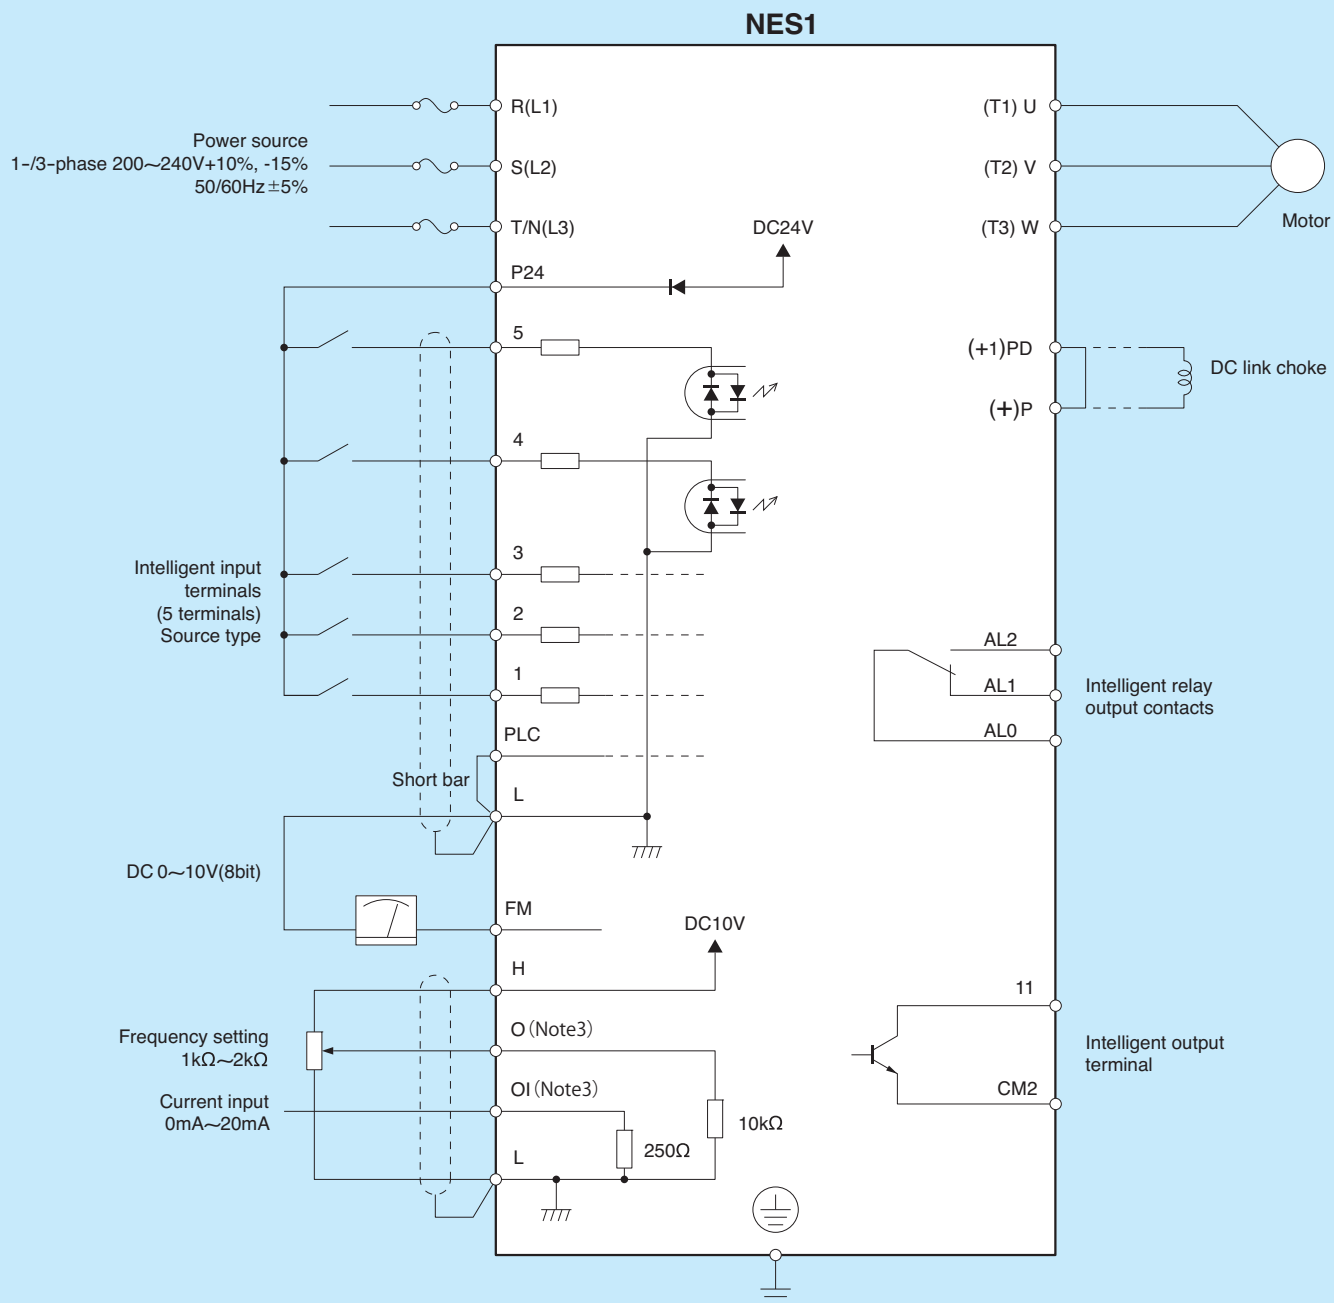 NES1
R(L1)
(T1) U
Power source
1-/3-phase 200～240V+10%, -15%
50/60Hz ±5%
S(L2)
(T2) V
T/N(L3)
(T3) W
Motor
DC24V
P24
5
(+1)PD
DC link choke
(+)P
4
3
Intelligent input
terminals
(5 terminals)
Source type
2
1
AL2
AL1
AL0
Intelligent relay
output contacts
PLC
Short bar
L
DC 0～10V(8bit)
FM
DC10V
H
11
Frequency setting
1kΩ～2kΩ
O (Note3)
Intelligent output
terminal
OI (Note3)
CM2
Current input
0mA～20mA
10kΩ
250Ω
L